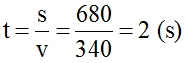 t = s/v = 680/340 = 2 (s)